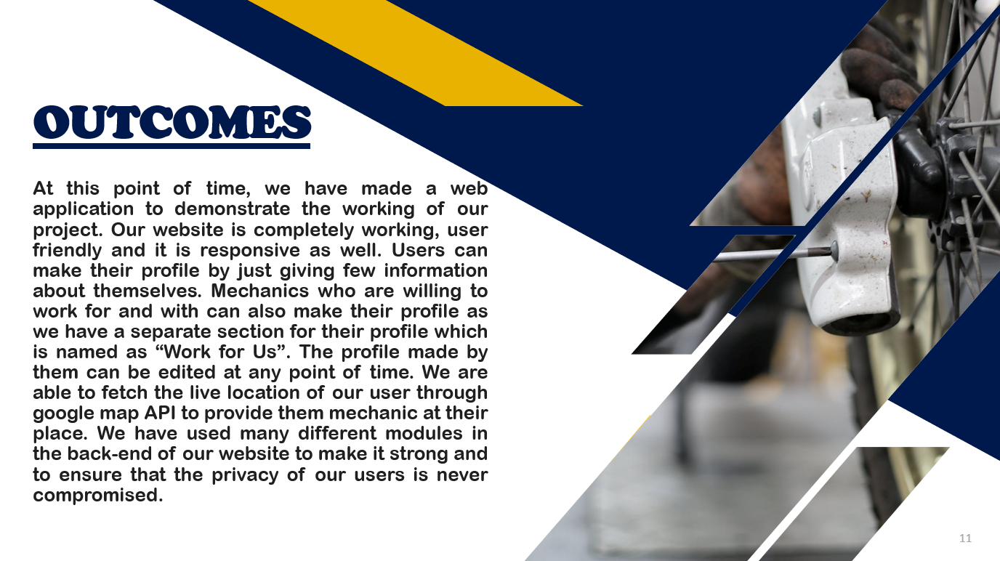 OUTCOMES
At this point of time, we have made a web
application to demonstrate the working of our
project. Our website is completely working, user
friendly and it is responsive as well. Users can
make their profile by just giving few information
about themselves. Mechanics who are willing to
work for and with can also make their profile as
we have a separate section for their profile which
is named as “Work for Us”. The profile made by
them can be edited at any point of time. We are
able to fetch the live location of our user through
google map API to provide them mechanic at their
place. We have used many different modules in
the back-end of our website to make it strong and
to ensure that the privacy of our users is never
compromised.
11